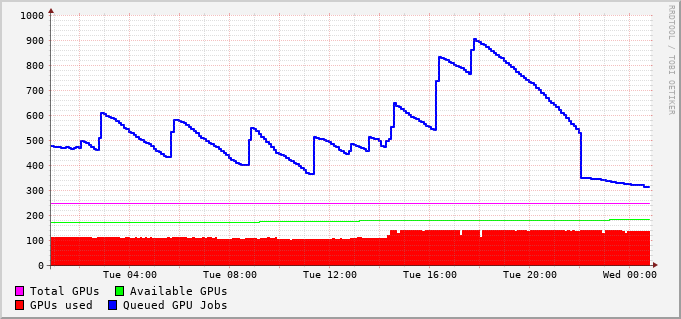 1000
900
800
700
600
500
400
300
200
100
0
Tue 04:00 Tue 08:00 Tue 12:00 Tue 16:00 Tue 20:00 Wed 00:00
Total GPUs Available GPUs
GPUs used Queued GPU Jobs
RRDTOOL / TOBI OETIKER